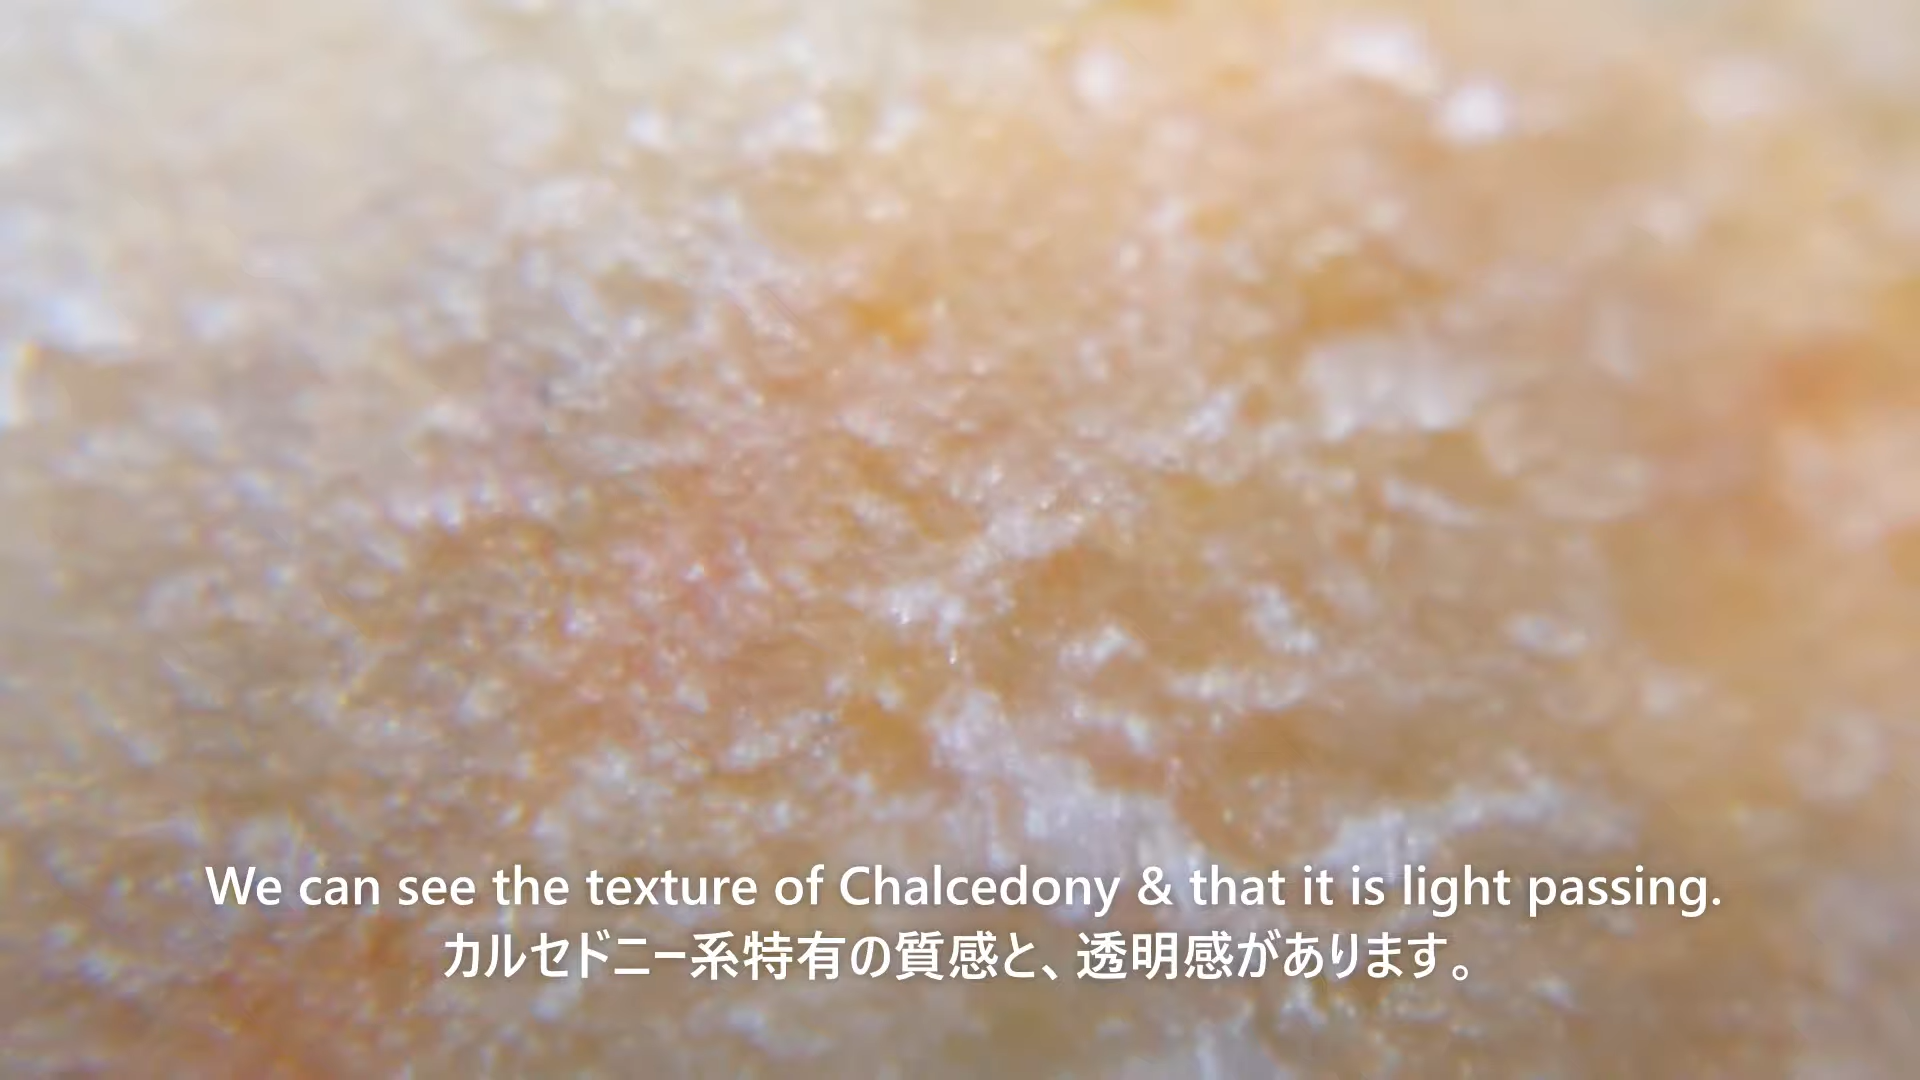 We can see the texture of Chalcedony & that it is light passing.
カルセドニー系特有の質感と、透明感があります。